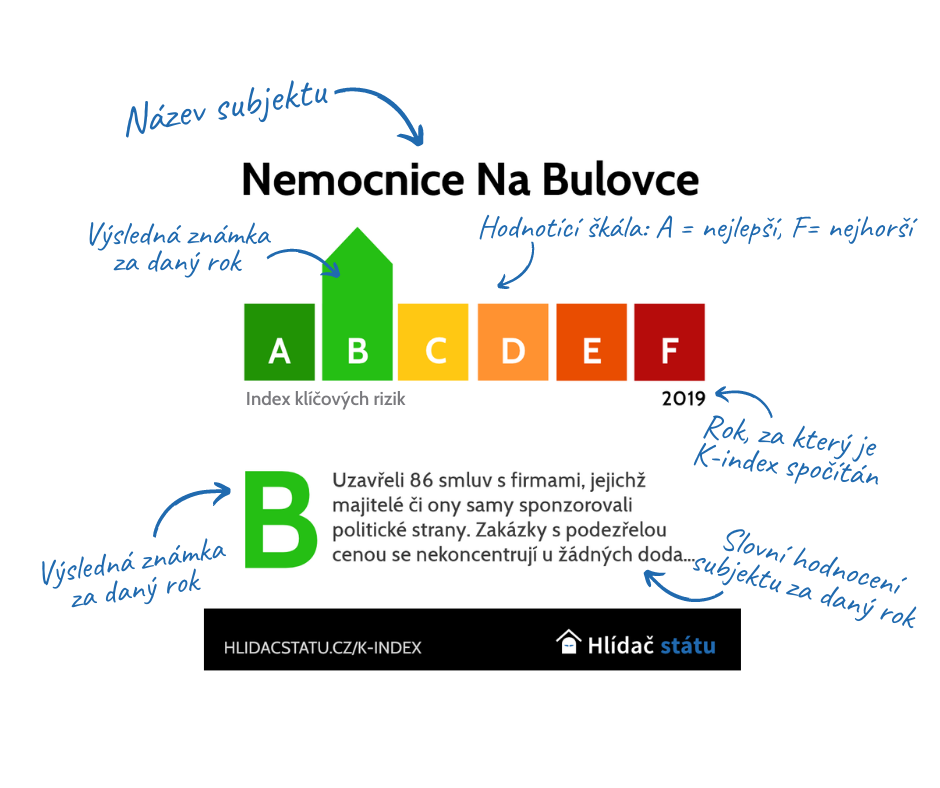 Název subjektu
Nemocnice Na Bulovce
Výsledná známka
za daný rok
Hodnotící škála: A = nejlepší, F= nejhorší
A B C D E F
Index klíčových rizik
2019
Rok, za který je
K-index spočítán
B
Uzavřeli 86 smluv s firmami, jejichž
majitelé či ony samy sponzorovali
politické strany. Zakázky s podezřelou
cenou se nekoncentrují u žádných doda...
Výsledná známka
za daný rok
Slovní hodnocení
subjektu za daný rok
HLIDACSTATU.CZ/K-INDEX
Hlídač státu